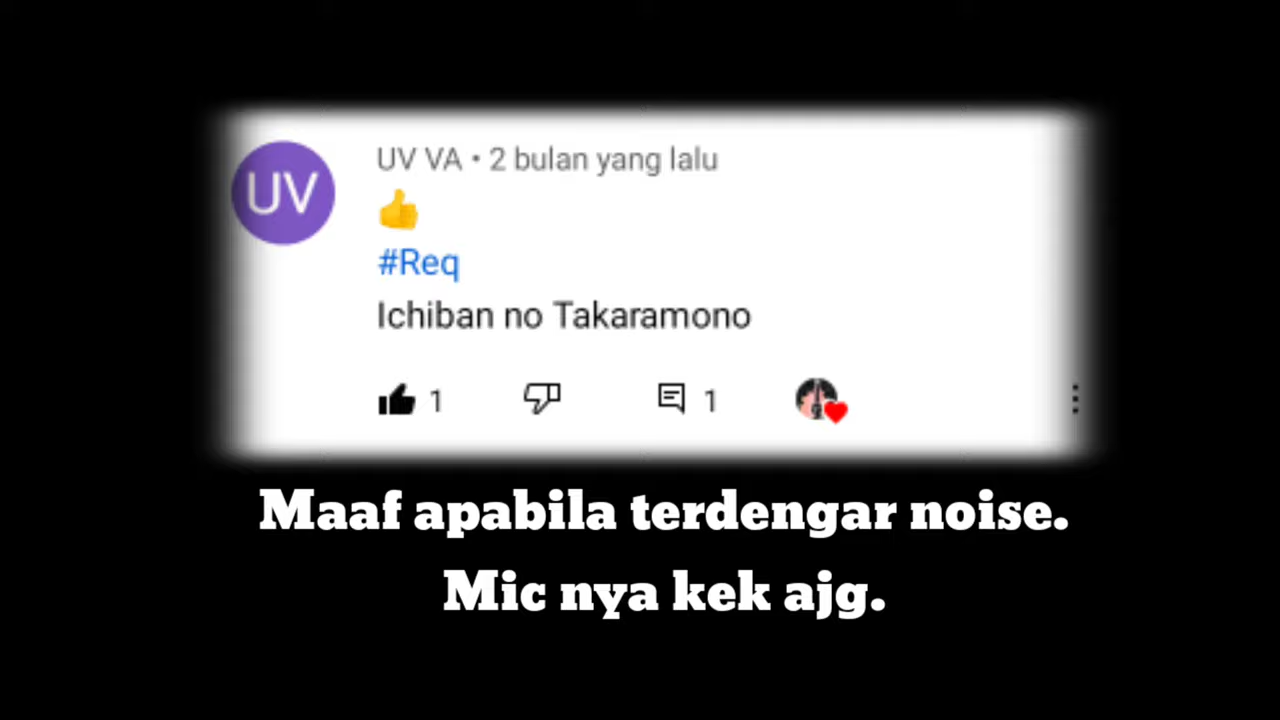 UV
UV VA • 2 bulan yang lalu
👍
#Req
Ichiban no Takaramono
1
1
Maaf apabila terdengar noise.
Mic nya kek ajg.